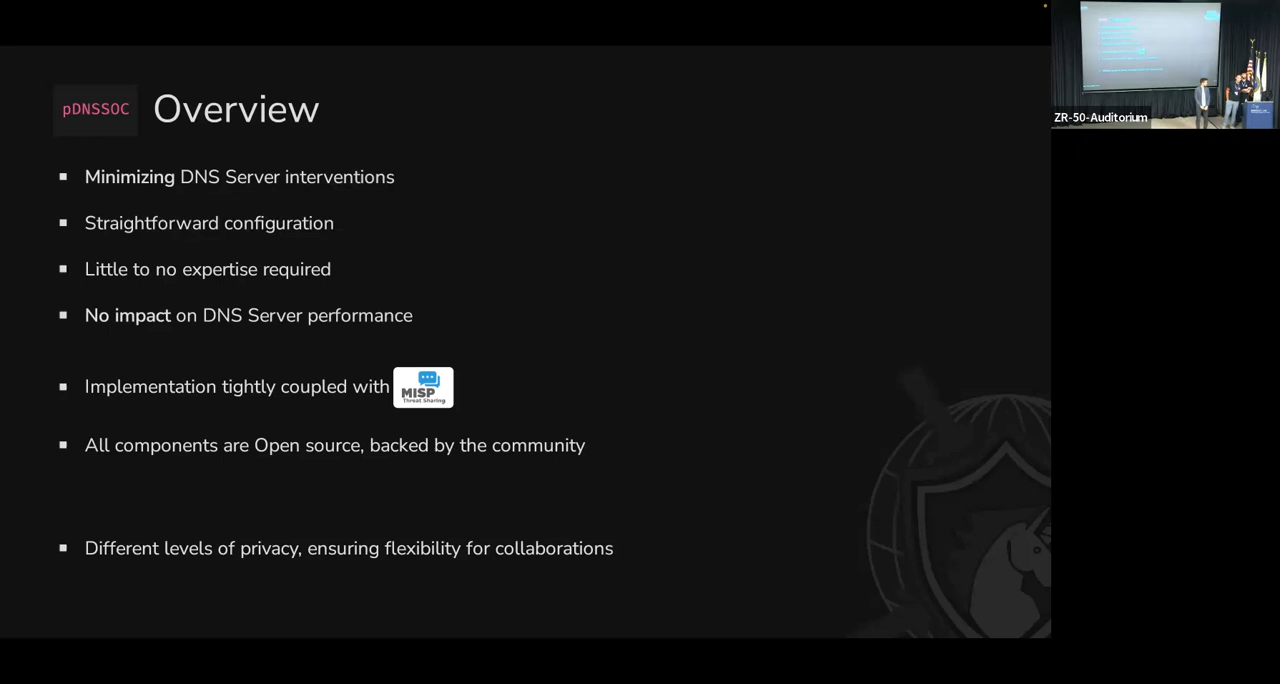 pDNSSOC Overview
Minimizing DNS Server interventions
Straightforward configuration
Little to no expertise required
No impact on DNS Server performance
Implementation tightly coupled with MISP Threat Sharing
All components are Open source, backed by the community
Different levels of privacy, ensuring flexibility for collaborations
ZR-50-Auditorium